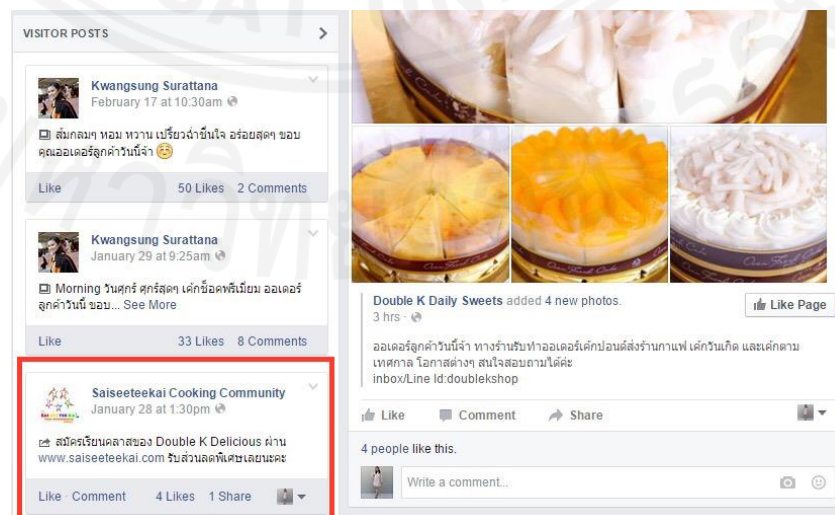 VISITOR POSTS
Kwangsung Surattana
February 17 at 10:30am
ส้มกลมๆ หอม หวาน เปรี้ยวฉ่ำชื่นใจ อร่อยสุดๆ ขอบ
คุณออเดอร์ลูกค้าวันนี้จ้า
Like 50 Likes 2 Comments
Kwangsung Surattana
January 29 at 9:25am
Morning วันศุกร์ ศุกร์สุดๆ เค้กช็อคพรีเมี่ยม ออเดอร์
ลูกค้าวันนี้ ขอบ... See More
Like 33 Likes 8 Comments
Saiseeteekai Cooking Community
January 28 at 1:30pm
สมัครเรียนคลาสของ Double K Delicious ผ่าน
www.saiseeteekai.com รับส่วนลดพิเศษเลยนะคะ
Like · Comment 4 Likes 1 Share
Double K Daily Sweets added 4 new photos.
3 hrs ·
Like Page
ออเดอร์ลูกค้าวันนี้จ้า ทางร้านรับทำออเดอร์เค้กปอนด์ส่งร้านกาแฟ เค้กวันเกิด และเค้กตาม
เทศกาล โอกาสต่างๆ สนใจสอบถามได้ค่ะ
inbox/Line Id:doublekshop
Like Comment Share
4 people like this.
Write a comment...